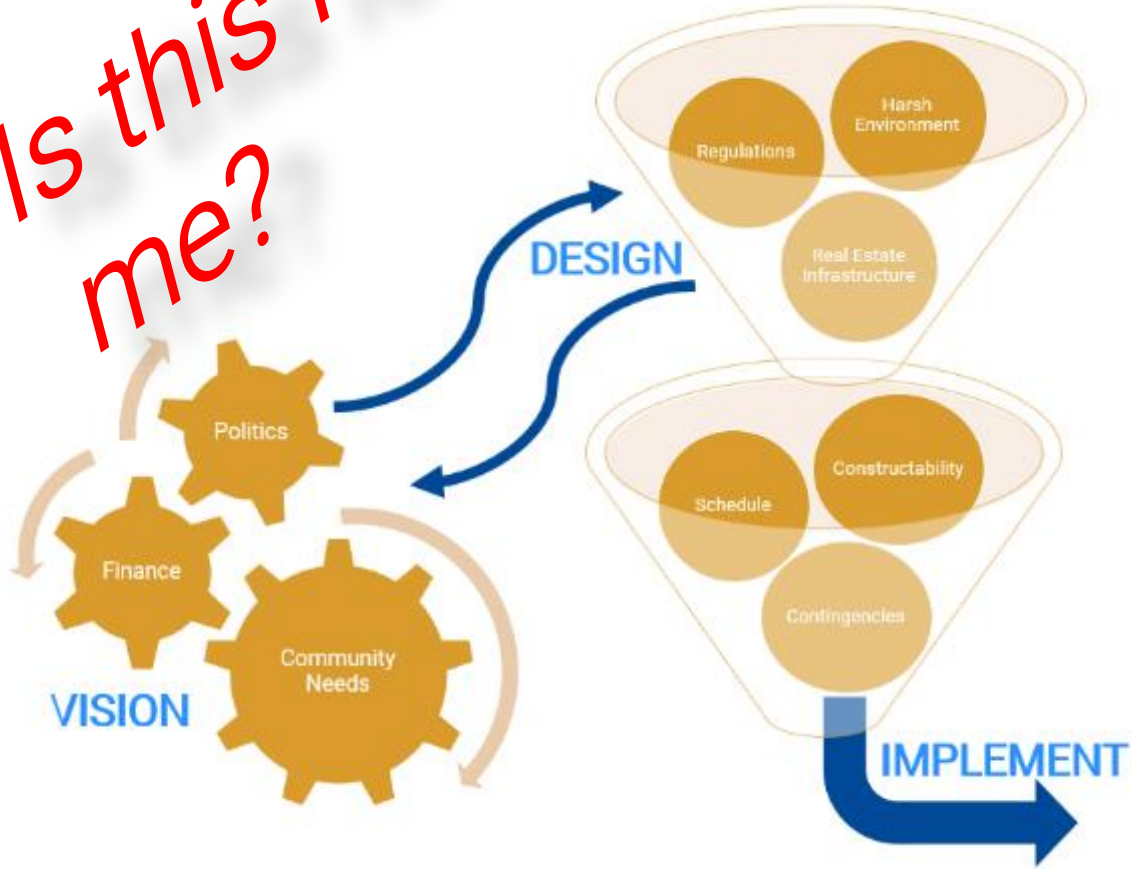 Is this
me?
Harsh
Environment
Regulations
Real Estate
Infrastructure
DESIGN
Politics
Constructability
Schedule
Finance
Contingencies
Community
Needs
VISION
IMPLEMENT